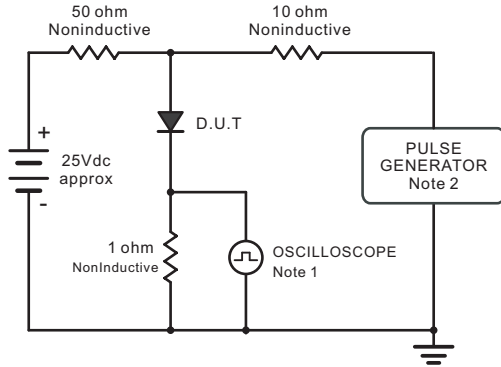 50 ohm
Noninductive
10 ohm
Noninductive
D.U.T
+
25Vdc
approx
-
PULSE
GENERATOR
Note 2
1 ohm
NonInductive
OSCILLOSCOPE
Note 1